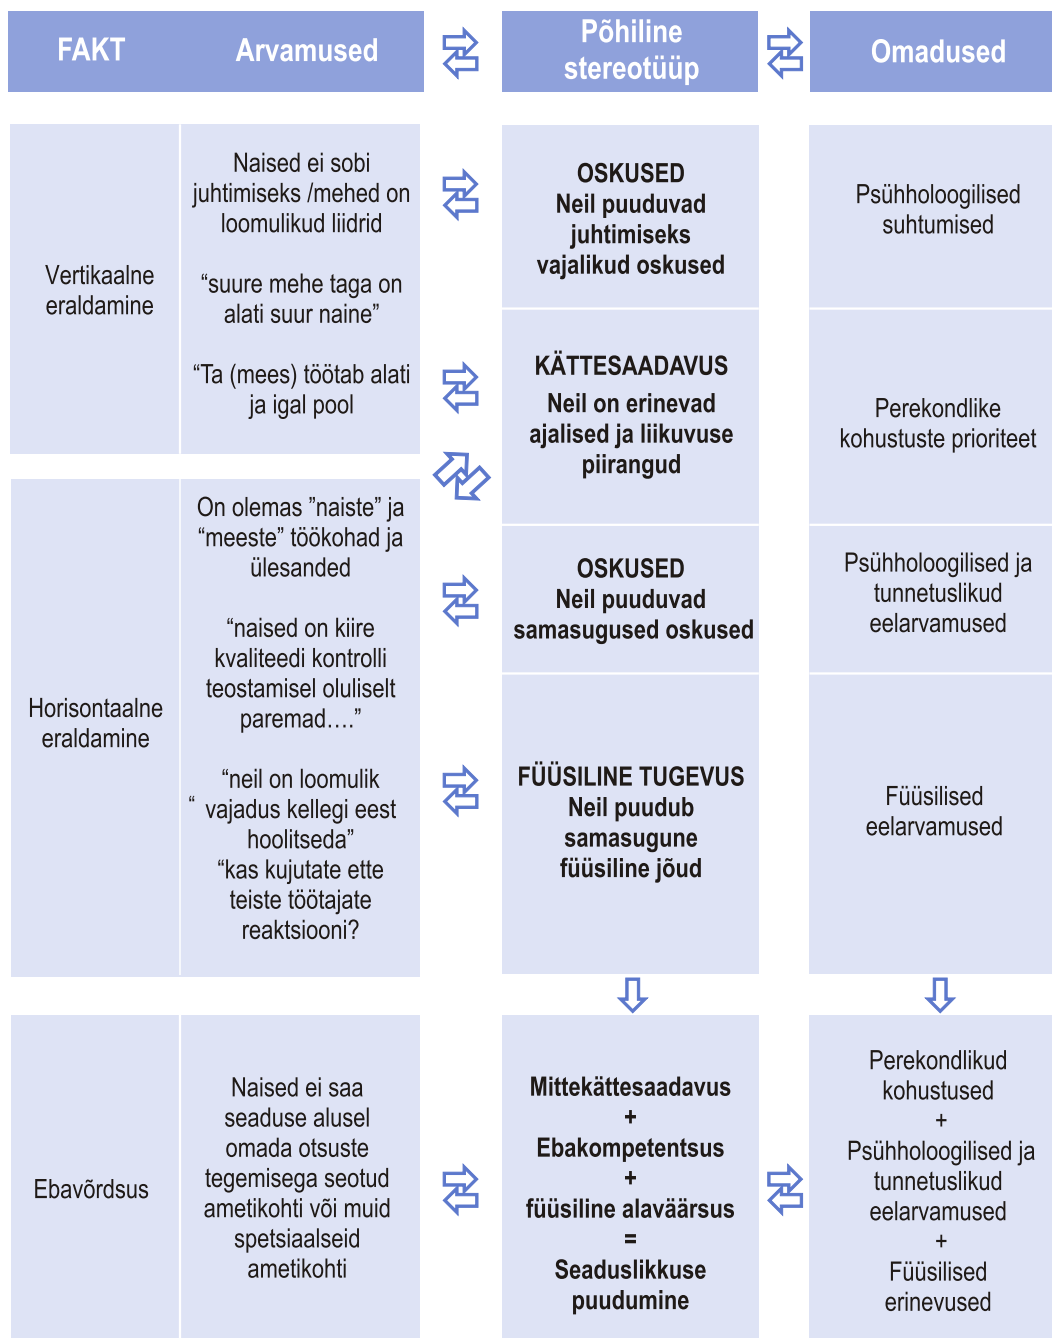 FAKT
Arvamused
Põhiline
stereotüüp
Omadused
Vertikaalne
eraldamine
Naised ei sobi
juhtimiseks /mehed on
loomulikud liidrid
“suure mehe taga on
alati suur naine”
“Ta (mees) töötab alati
ja igal pool
OSKUSED
Neil puuduvad
juhtimiseks
vajalikud oskused
Psühholoogilised
suhtumised
KÄTTESAADAVUS
Neil on erinevad
ajalised ja liikuvuse
piirangud
Perekondlike
kohustuste prioriteet
Horisontaalne
eraldamine
On olemas ”naiste” ja
“meeste” töökohad ja
ülesanded
“naised on kiire
kvaliteedi kontrolli
teostamisel oluliselt
paremad….”
“neil on loomulik
“ vajadus kellegi eest
hoolitseda”
“kas kujutate ette
teiste töötajate
reaktsiooni?
OSKUSED
Neil puuduvad
samasugused oskused
Psühholoogilised ja
tunnetuslikud
eelarvamused
FÜÜSILINE TUGEVUS
Neil puudub
samasugune
füüsiline jõud
Füüsilised
eelarvamused
Ebavõrdsus
Naised ei saa
seaduse alusel
omada otsuste
tegemisega seotud
ametikohti või muid
spetsiaalseid
ametikohti
Mittekättesaadavus
+
Ebakompetentsus
+
füüsiline alaväärsus
=
Seaduslikkuse
puudumine
Perekondlikud
kohustused
+
Psühholoogilised ja
tunnetuslikud
eelarvamused
+
Füüsilised
erinevused